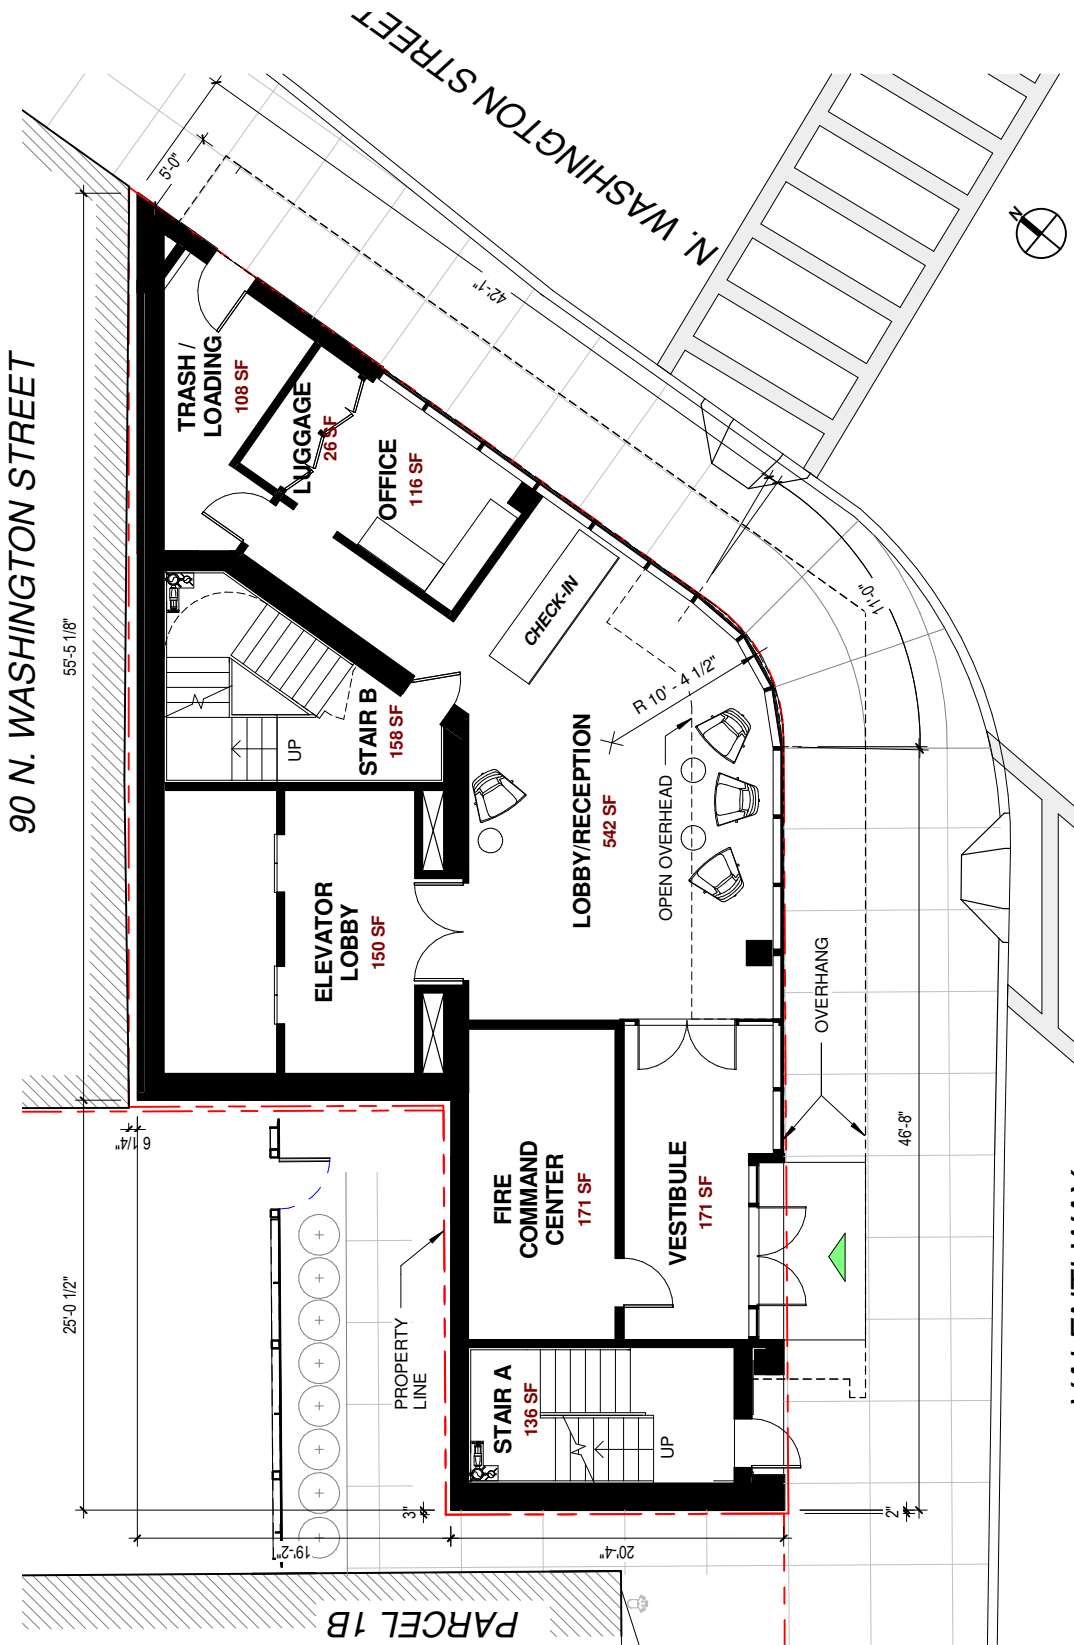 90 N. WASHINGTON STREET
N. WASHINGTON STREET
5'-0"
42'-1"
55'-5 1/8"
TRASH /
LOADING
108 SF
LUGGAGE
26 SF
OFFICE
116 SF
CHECK-IN
STAIR B
158 SF
UP
R 10' - 4 1/2"
11'-0"
LOBBY/RECEPTION
542 SF
OPEN OVERHEAD
ELEVATOR
LOBBY
150 SF
OVERHANG
46'-8"
6 1/4"
25'-0 1/2"
PROPERTY
LINE
FIRE
COMMAND
CENTER
171 SF
VESTIBULE
171 SF
STAIR A
136 SF
UP
3"
2"
19'-2"
20'-4"
PARCEL 1B
N